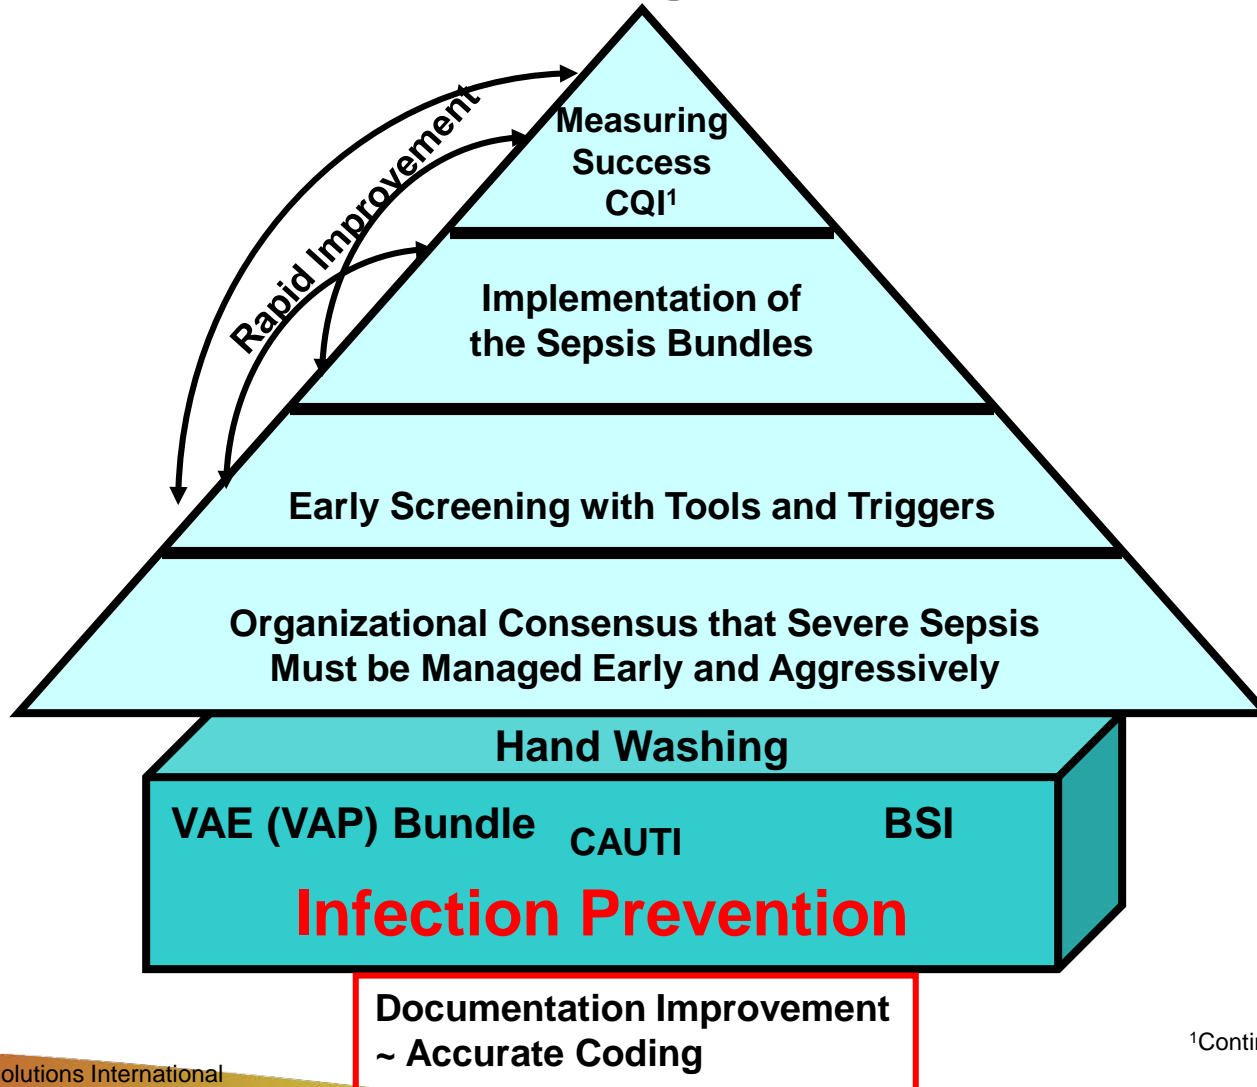 Rapid Improvement
Measuring
Success
CQI¹
Implementation of
the Sepsis Bundles
Early Screening with Tools and Triggers
Organizational Consensus that Severe Sepsis
Must be Managed Early and Aggressively
Hand Washing
VAE (VAP) Bundle CAUTI BSI
Infection Prevention
Documentation Improvement
~ Accurate Coding
International